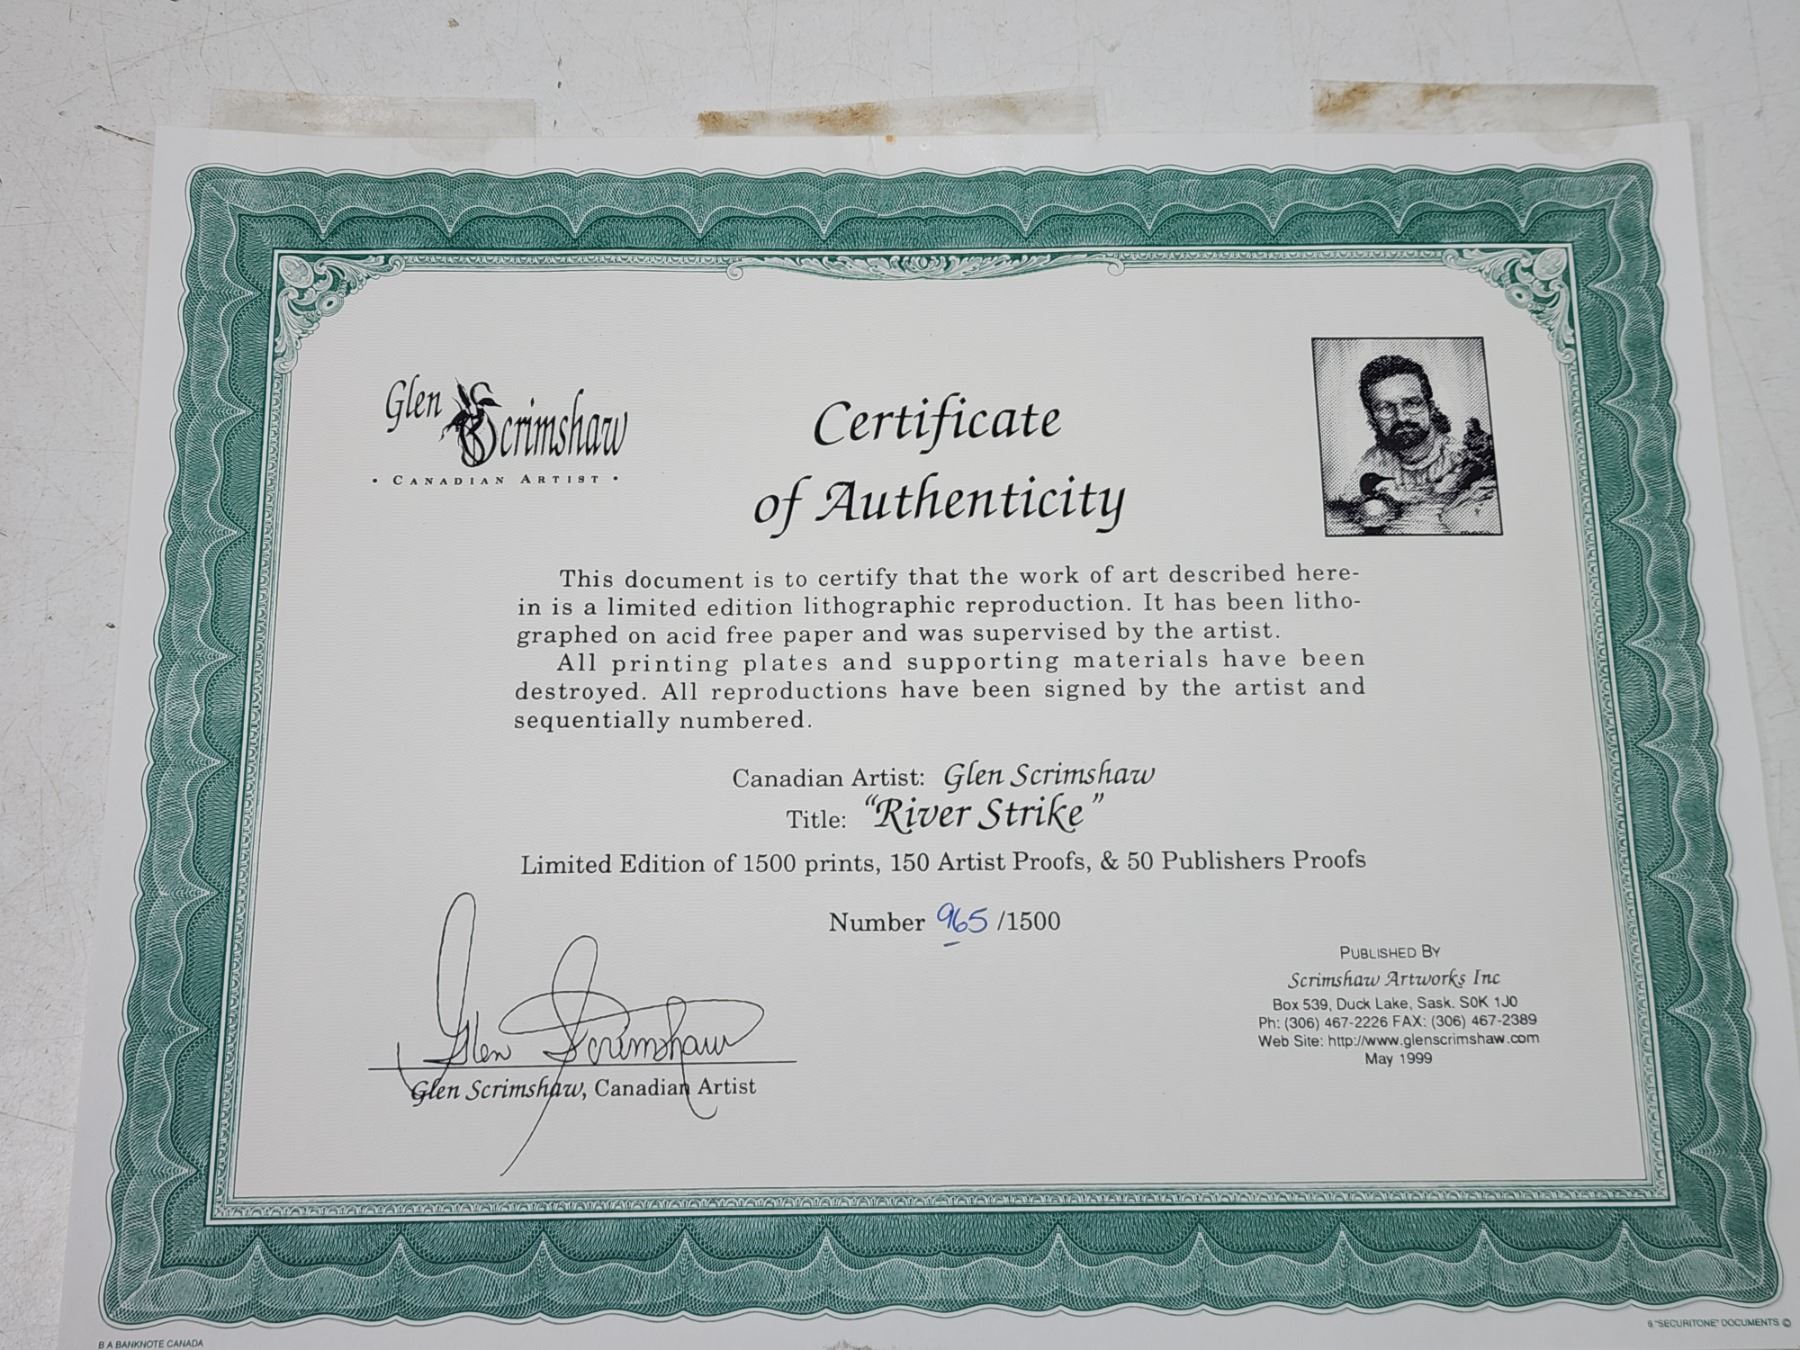 Glen Scrimshaw
• CANADIAN ARTIST •
Certificate
of Authenticity
This document is to certify that the work of art described here-
in is a limited edition lithographic reproduction. It has been litho-
graphed on acid free paper and was supervised by the artist.
All printing plates and supporting materials have been
destroyed. All reproductions have been signed by the artist and
sequentially numbered.
Canadian Artist: Glen Scrimshaw
Title: "River Strike"
Limited Edition of 1500 prints, 150 Artist Proofs, & 50 Publishers Proofs
Number 965 /1500
Glen Scrimshaw
Glen Scrimshaw, Canadian Artist
PUBLISHED BY
Scrimshaw Artworks Inc
Box 539, Duck Lake, Sask. S0K 1J0
Ph: (306) 467-2226 FAX: (306) 467-2389
Web Site: http://www.glenscrimshaw.com
May 1999
B A BANKNOTE CANADA
"SECURITONE" DOCUMENTS ©